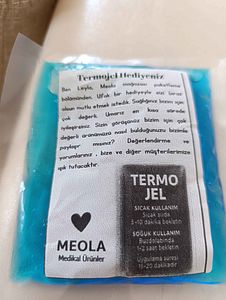 Termojel Hediyeniz
Ben Leyla, Meola mağazası paketleme
bölümünden. Ufak bir hediyeyle sizi biraz
olsun mutlu etmek istedik. Sağlığınız bizim için
çok değerli. Umarız en kısa sürede
iyileşirsiniz. Sizin görüşünüz bizim için çok
değerli ürünümüzü nasıl bulduğunuzu bizimle
paylaşır mısınız? Değerlendirme ve
yorumlarınız , bize ve diğer müşterilerimize
ışık tutacaktır.
MEOLA
Medikal Ürünler
TERMO
JEL
SICAK KULLANIM
Sıcak suda
5-10 dakika bekletin
SOĞUK KULLANIM
Buzdolabında
1-2 saat bekletin
Uygulama süresi
15-20 dakikadır